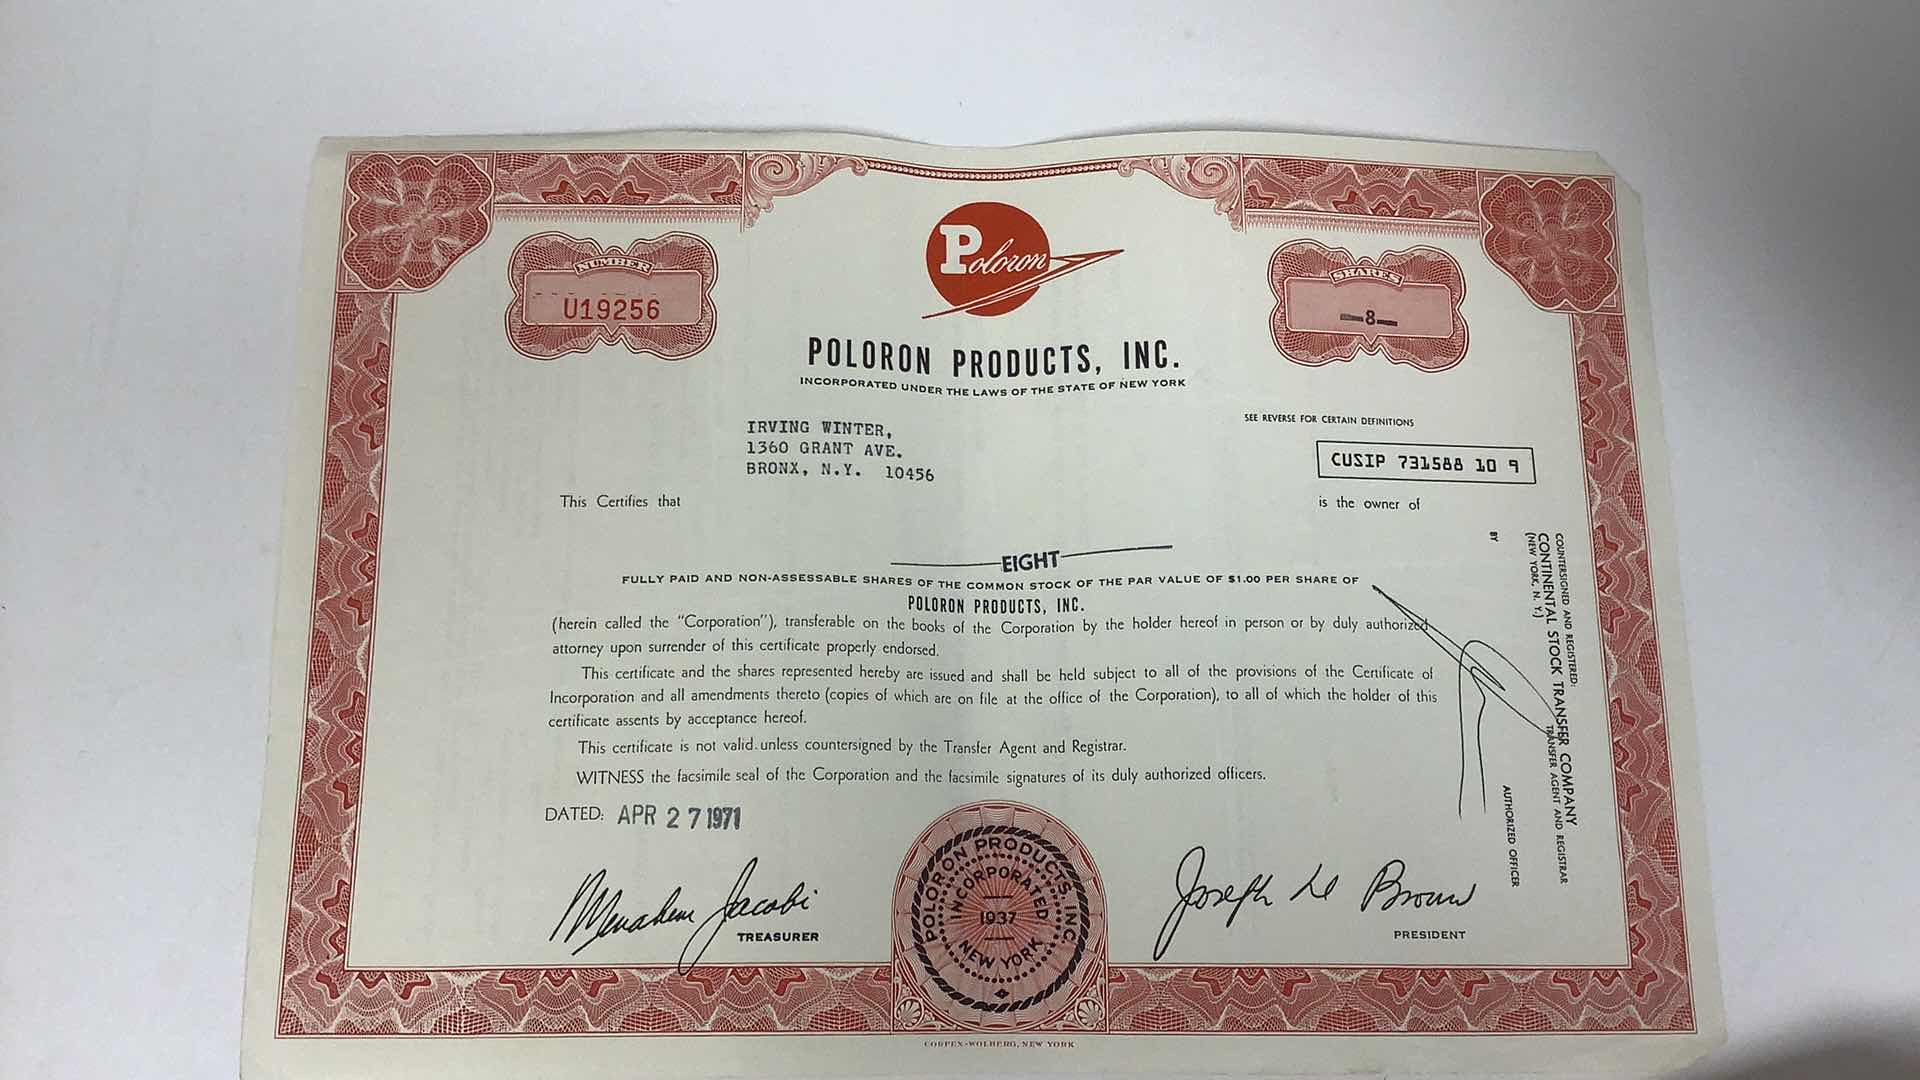 Poloron
NUMBER
U19256
SHARES
8
POLORON PRODUCTS, INC.
INCORPORATED UNDER THE LAWS OF THE STATE OF NEW YORK
IRVING WINTER,
1360 GRANT AVE.
BRONX, N.Y. 10456
SEE REVERSE FOR CERTAIN DEFINITIONS
CUSIP 731588 10 9
This Certifies that
is the owner of
EIGHT
FULLY PAID AND NON-ASSESSABLE SHARES OF THE COMMON STOCK OF THE PAR VALUE OF $1.00 PER SHARE OF
POLORON PRODUCTS, INC.
(herein called the "Corporation"), transferable on the books of the Corporation by the holder hereof in person or by duly authorized
attorney upon surrender of this certificate properly endorsed.
This certificate and the shares represented hereby are issued and shall be held subject to all of the provisions of the Certificate of
Incorporation and all amendments thereto (copies of which are on file at the office of the Corporation), to all of which the holder of this
certificate assents by acceptance hereof.
This certificate is not valid unless countersigned by the Transfer Agent and Registrar.
WITNESS the facsimile seal of the Corporation and the facsimile signatures of its duly authorized officers.
DATED: APR 27 1971
COUNTERSIGNED AND REGISTERED:
CONTINENTAL STOCK TRANSFER COMPANY
(NEW YORK, N. Y.)
TRANSFER AGENT AND REGISTRAR
BY
AUTHORIZED OFFICER
Menahem Jacobi
TREASURER
POLORON PRODUCTS, INC.
INCORPORATED
1937
NEW YORK
Joseph Le Brown
PRESIDENT
CORPEX-WOLBERG, NEW YORK